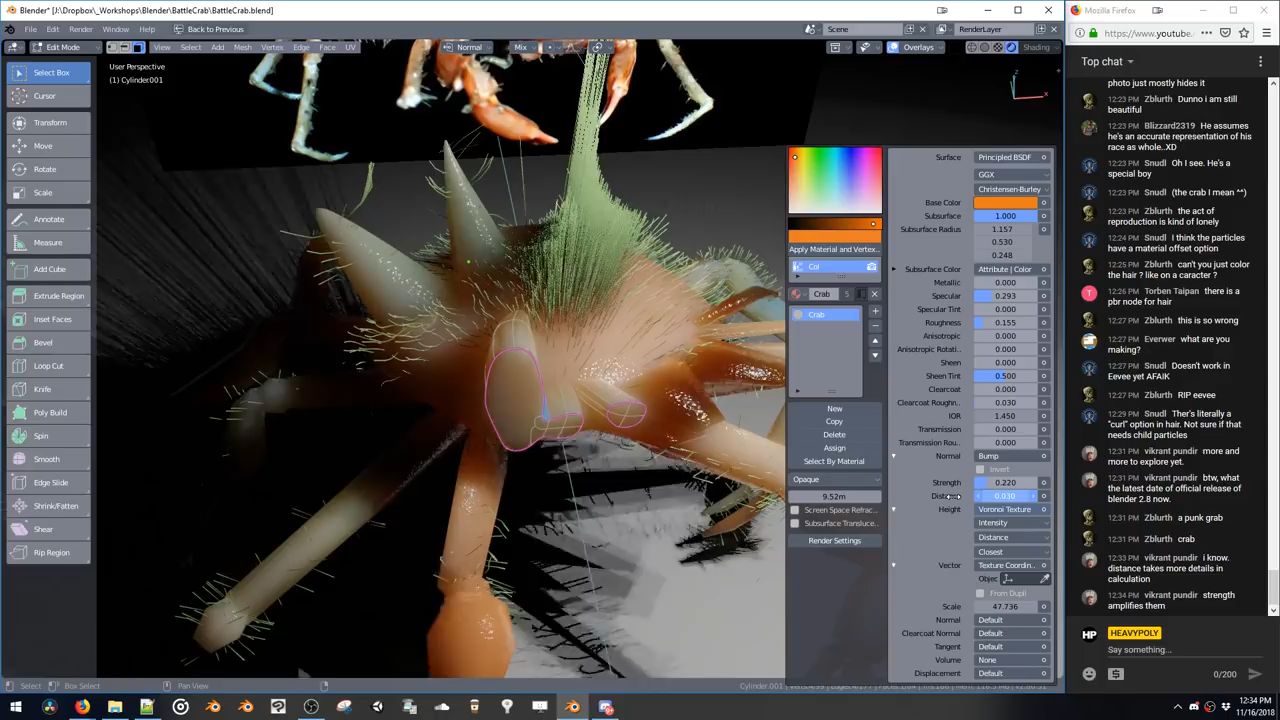 Blender* [J:\Dropbox\_Workshops\Blender\BattleCrab\BattleCrab.blend]
File Edit Render Window Help Back to Previous Scene RenderLayer
Edit Mode View Select Add Mesh Vertex Edge Face UV Normal Mix Overlays Shading
User Perspective
(1) Cylinder001
Select Box
Cursor
Transform
Move
Rotate
Scale
Annotate
Measure
Add Cube
Extrude Region
Inset Faces
Bevel
Loop Cut
Knife
Poly Build
Spin
Smooth
Edge Slide
Shrink/Fatten
Shear
Rip Region
Apply Material and Vertex...
Col
Crab 5
Crab
New
Copy
Delete
Assign
Select By Material
Opaque
9.52m
Screen Space Refrac...
Subsurface Transluce...
Render Settings
Surface Principled BSDF
GGX
Christensen-Burley
Base Color
Subsurface 1.000
Subsurface Radius 1.157
0.530
0.248
Subsurface Color Attribute | Color
Metallic 0.000
Specular 0.293
Specular Tint 0.000
Roughness 0.155
Anisotropic 0.000
Anisotropic Rotati.. 0.000
Sheen 0.000
Sheen Tint 0.500
Clearcoat 0.000
Clearcoat Roughn.. 0.030
IOR 1.450
Transmission 0.000
Transmission Rou.. 0.000
Normal Bump
Invert
Strength 0.220
0.030
Height Voronoi Texture
Intensity
Distance
Closest
Vector Texture Coordin..
Objec
From Dupli
Scale 47.736
Normal Default
Clearcoat Normal Default
Tangent Default
Volume None
Displacement Default
Select Box Select Pan View
Mozilla Firefox
https://www.youtube.
Top chat
photo just mostly hides it
12:23 PM Zblurth Dunno i am still
beautiful
12:23 PM Blizzard2319 He assumes
he's an accurate representation of his
race as whole..XD
12:23 PM Snudl Oh I see. He's a
special boy
12:23 PM Snudl (the crab I mean ^^)
12:23 PM Zblurth the act of
reproduction is kind of lonely
12:24 PM Snudl I think the particles
have a material offset option
12:25 PM Zblurth can't you just color
the hair ? like on a caracter ?
12:26 PM Torben Taipan there is a
pbr node for hair
12:26 PM Zblurth this is so wrong
12:26 PM Everwer what are you
making?
12:27 PM Snudl Doesn't work in
Eevee yet AFAIK
12:27 PM Zblurth RIP eevee
12:29 PM Snudl Ther's literally a
"curl" option in hair. Not sure if that
needs child particles
12:29 PM vikrant pundir more and
more to explore yet.
12:29 PM vikrant pundir btw, what
the latest date of official release of
blender 2.8 now.
12:31 PM Zblurth a punk grab
12:31 PM Zblurth crab
12:33 PM vikrant pundir i know.
distance takes more details in
calculation
12:34 PM vikrant pundir strength
amplifies them
HP HEAVYPOLY
Say something...
0/200
12:34 PM
11/16/2018